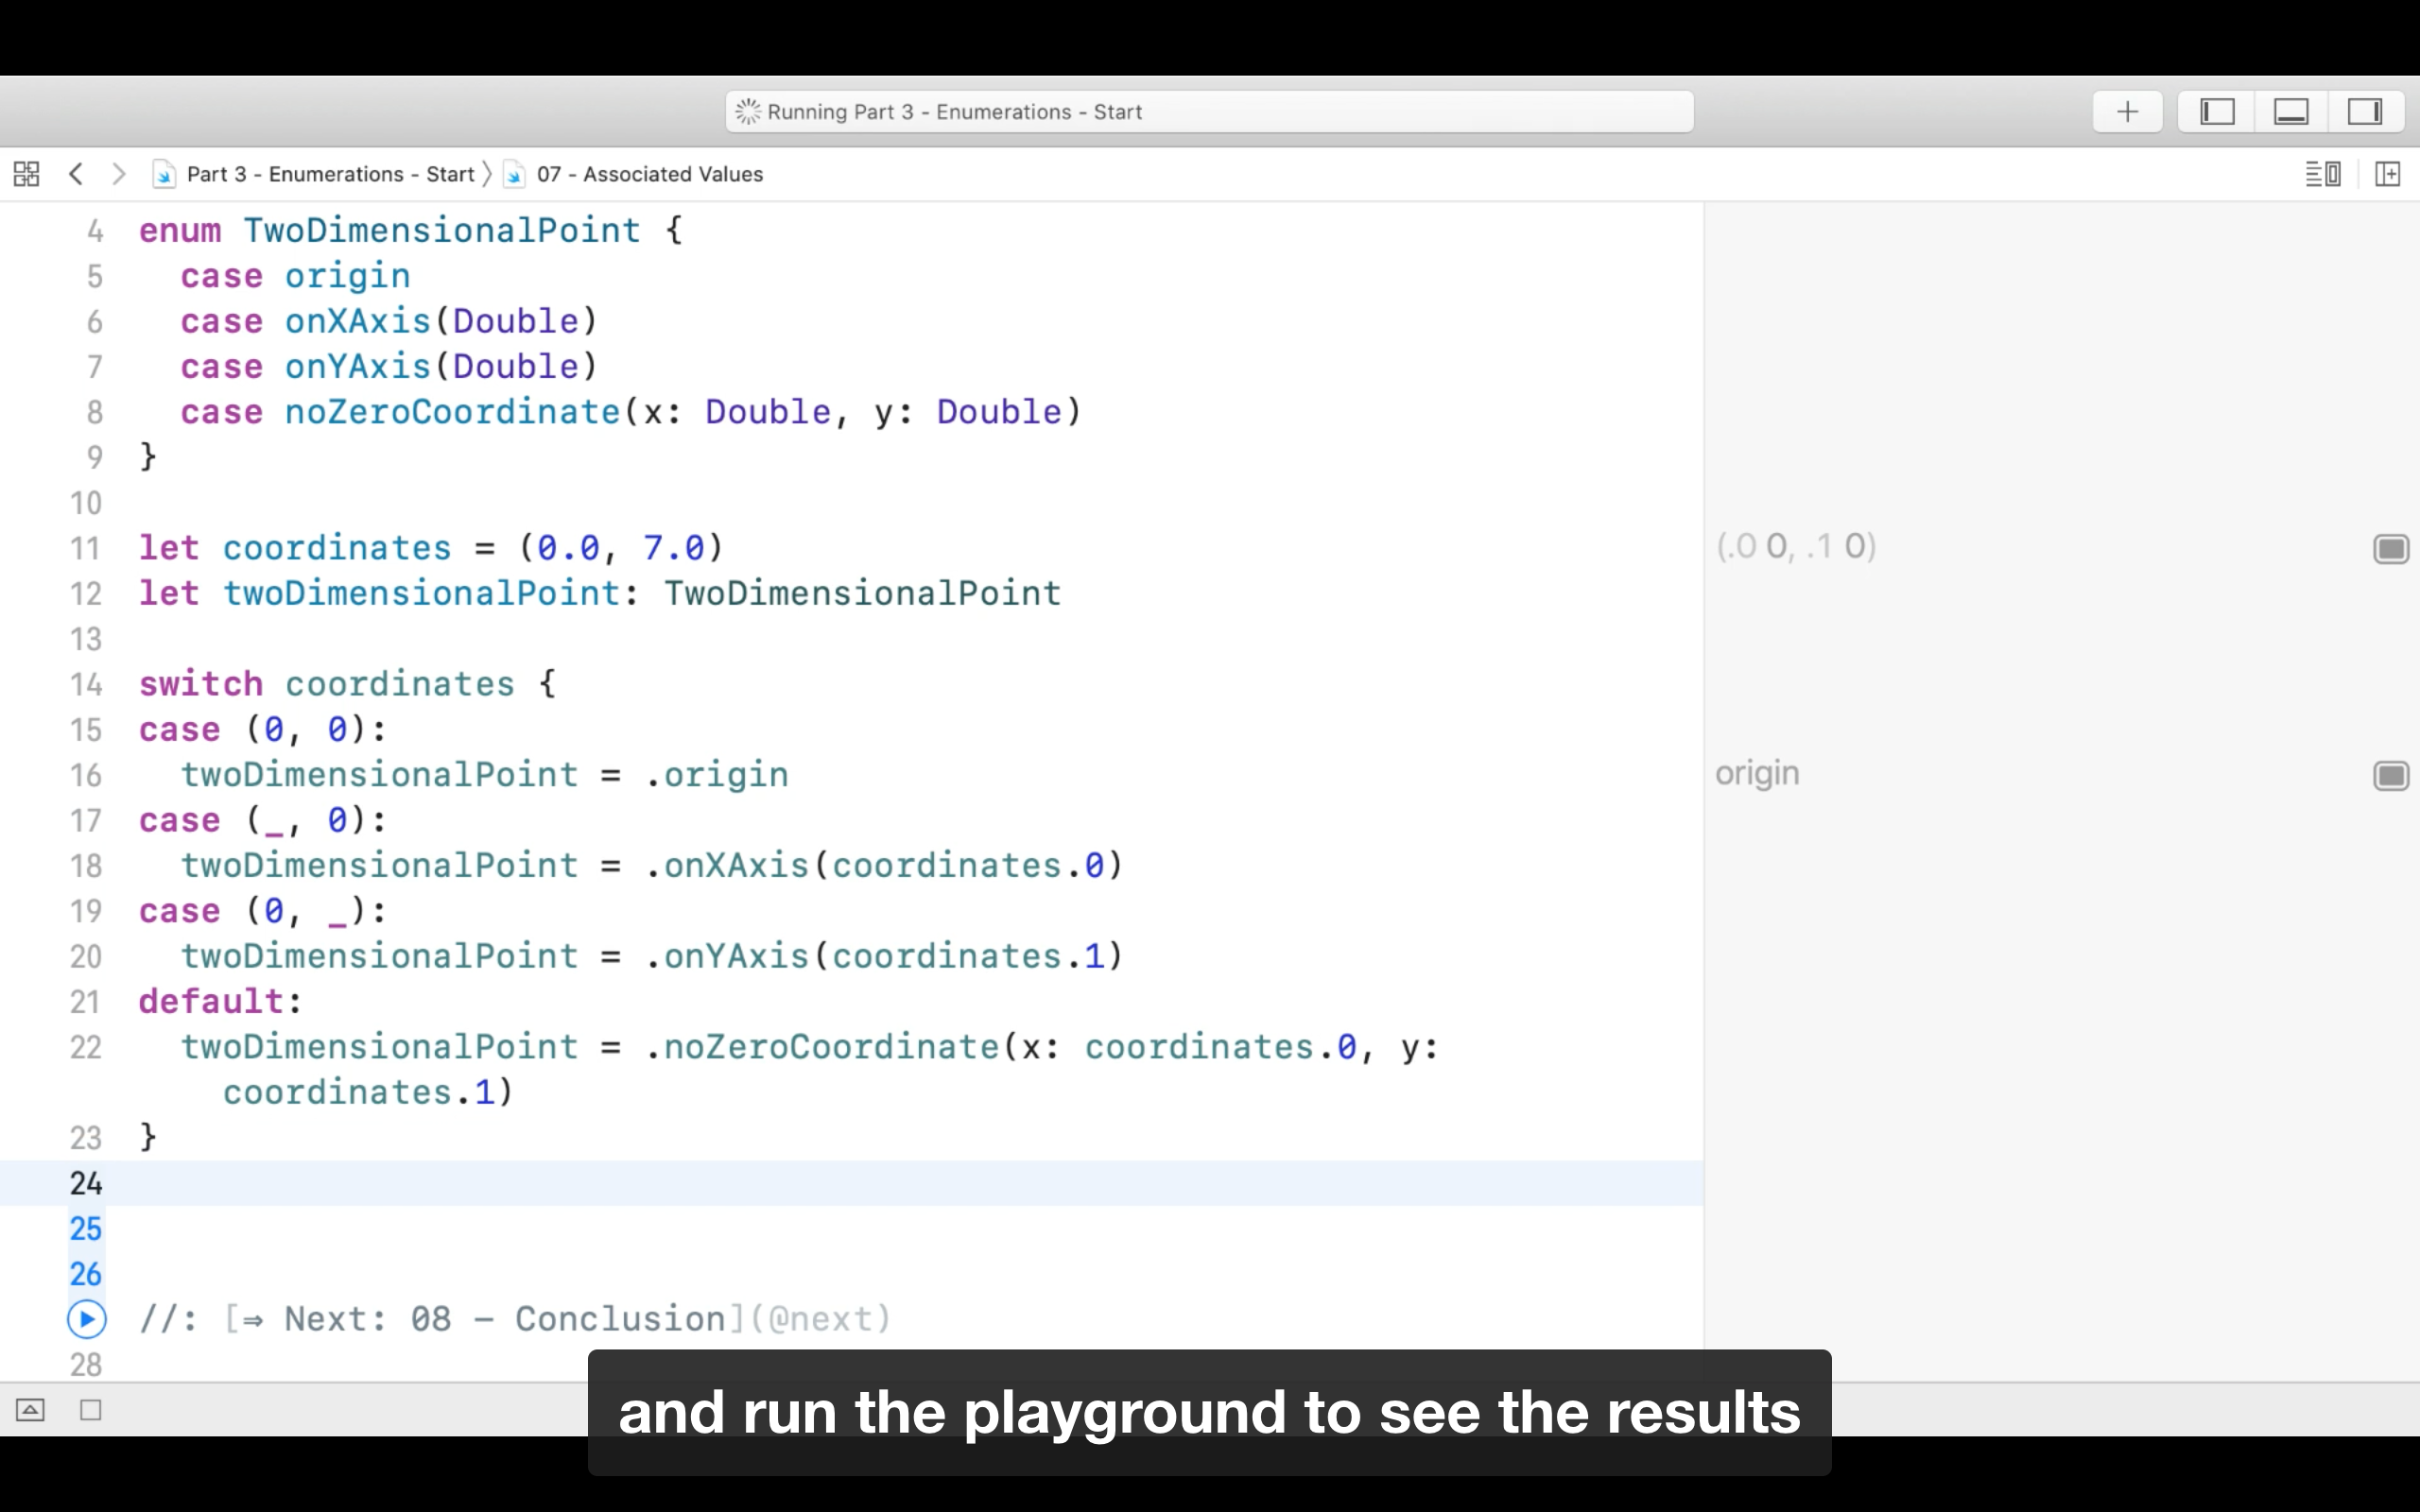 Running Part 3 - Enumerations - Start
Part 3 - Enumerations - Start 〉 07 - Associated Values
4 enum TwoDimensionalPoint {
5   case origin
6   case onXAxis(Double)
7   case onYAxis(Double)
8   case noZeroCoordinate(x: Double, y: Double)
9 }
10
11 let coordinates = (0.0, 7.0) (.0 0, .1 0)
12 let twoDimensionalPoint: TwoDimensionalPoint
13
14 switch coordinates {
15 case (0, 0):
16   twoDimensionalPoint = .origin origin
17 case (_, 0):
18   twoDimensionalPoint = .onXAxis(coordinates.0)
19 case (0, _):
20   twoDimensionalPoint = .onYAxis(coordinates.1)
21 default:
22   twoDimensionalPoint = .noZeroCoordinate(x: coordinates.0, y:
    coordinates.1)
23 }
24
25
26
//: [⇒ Next: 08 - Conclusion](@next)
28
and run the playground to see the results